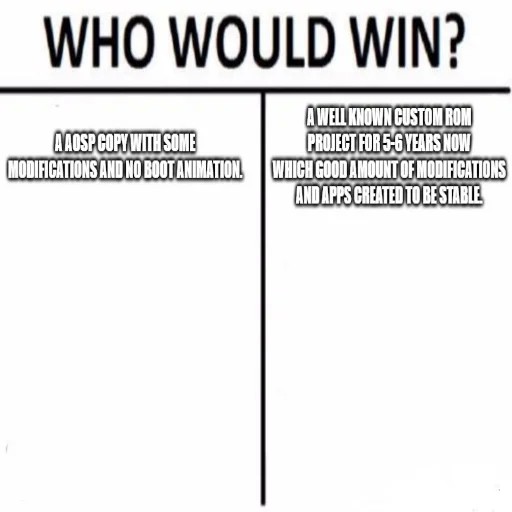 WHO WOULD WIN?
A AOSP COPY WITH SOME
MODIFICATIONS AND NO BOOT ANIMATION.
A WELL KNOWN CUSTOM ROM
PROJECT FOR 5-6 YEARS NOW
WHICH GOOD AMOUNT OF MODIFICATIONS
AND APPS CREATED TO BE STABLE.